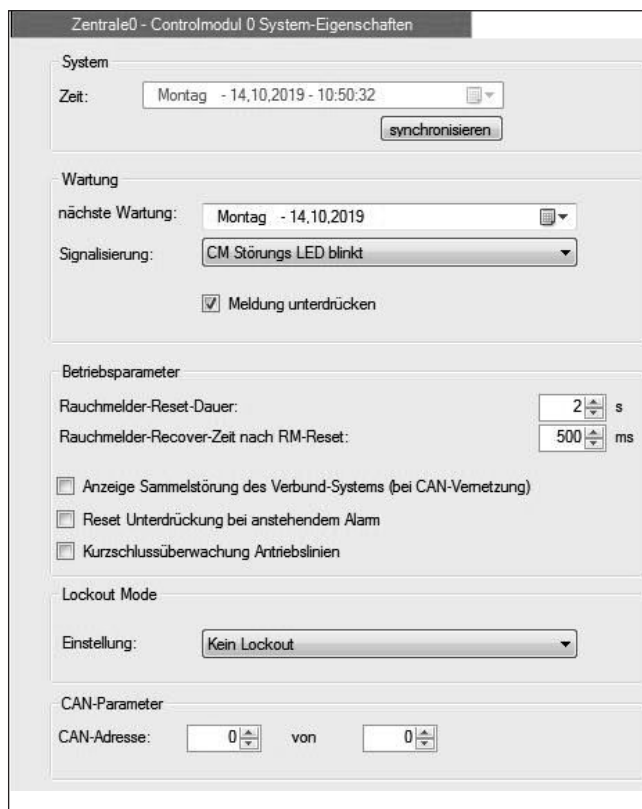 Zentrale0 - Controlmodul 0 System-Eigenschaften
System
Zeit: Montag - 14,10,2019 - 10:50:32
synchronisieren
Wartung
nächste Wartung: Montag - 14,10,2019
Signalisierung: CM Störungs LED blinkt
Meldung unterdrücken
Betriebsparameter
Rauchmelder-Reset-Dauer: 2 s
Rauchmelder-Recover-Zeit nach RM-Reset: 500 ms
Anzeige Sammelstörung des Verbund-Systems (bei CAN-Vernetzung)
Reset Unterdrückung bei anstehendem Alarm
Kurzschlussüberwachung Antriebslinien
Lockout Mode
Einstellung: Kein Lockout
CAN-Parameter
CAN-Adresse: 0 von 0